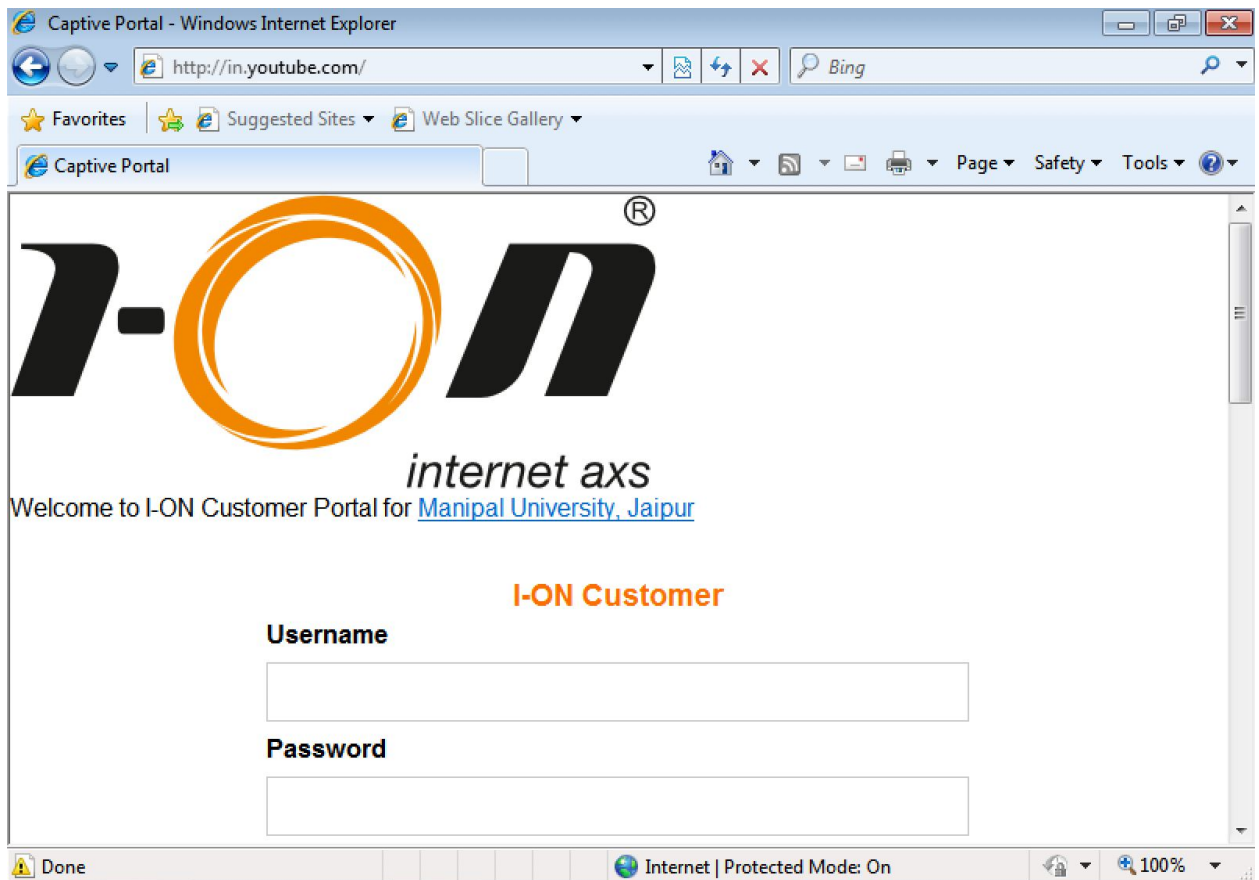 Captive Portal - Windows Internet Explorer
http://in.youtube.com/ Bing
Favorites Suggested Sites Web Slice Gallery
Captive Portal Page Safety Tools
®
I-ON
internet axs
Welcome to I-ON Customer Portal for Manipal University, Jaipur
I-ON Customer
Username
Password
Done Internet | Protected Mode: On 100%